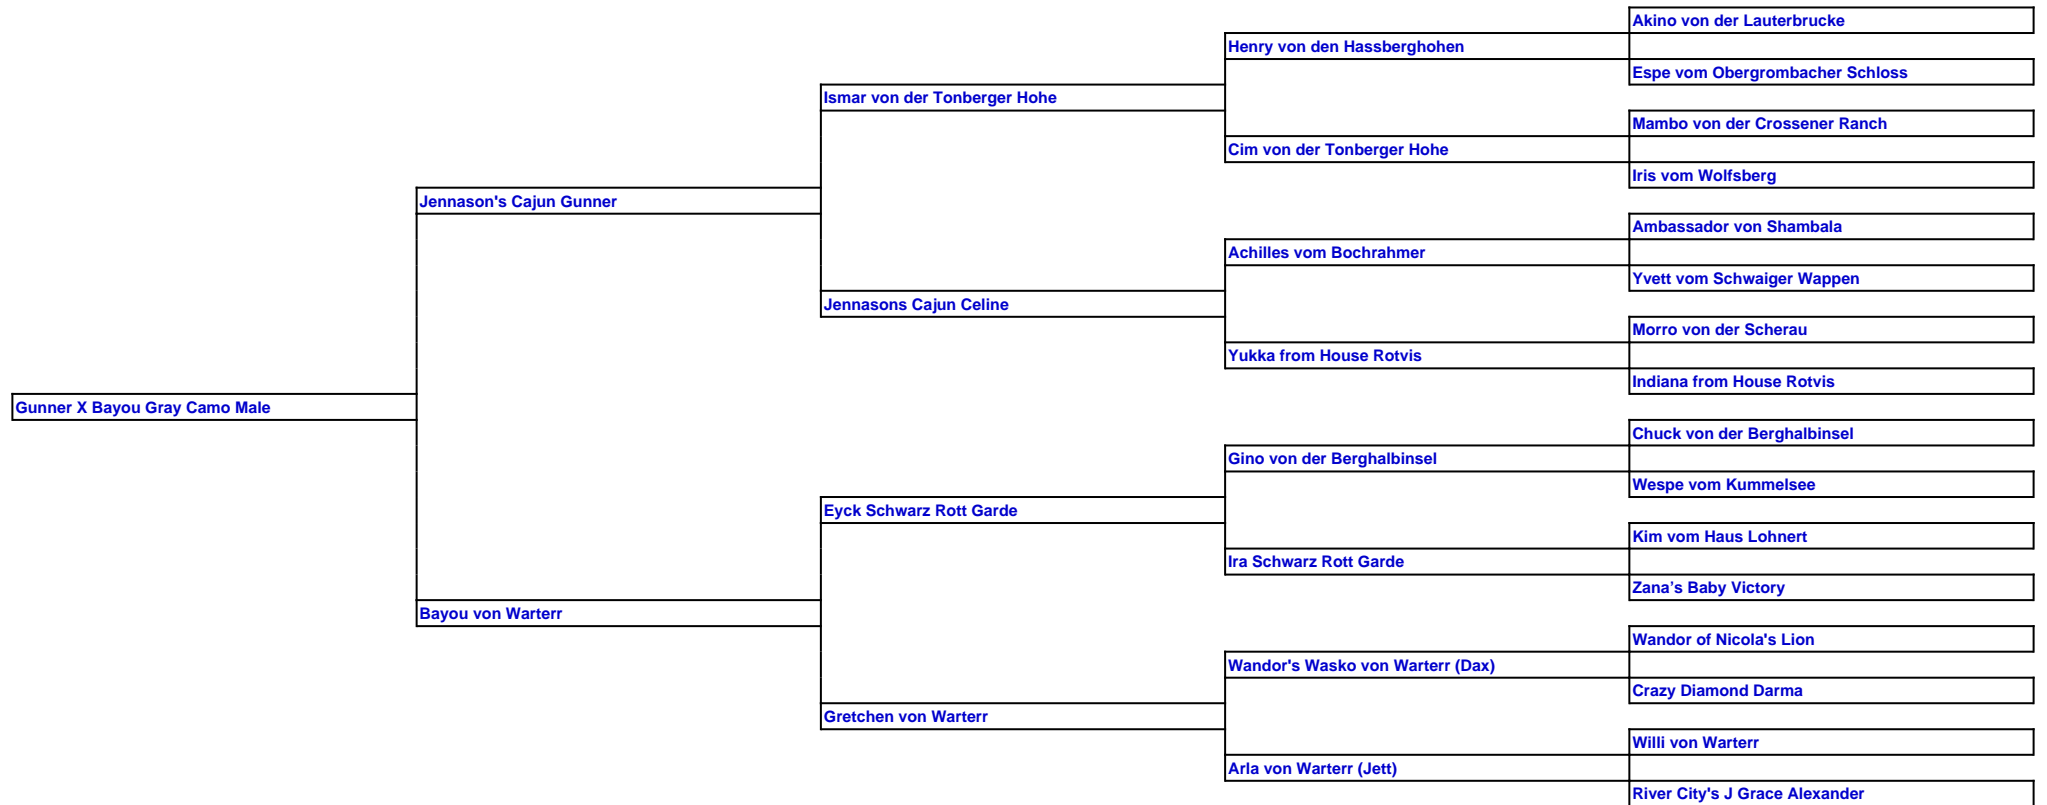 Akino von der Lauterbrucke
Henry von den Hassberghohen
Espe vom Obergrombacher Schloss
Ismar von der Tonberger Hohe
Mambo von der Crossener Ranch
Cim von der Tonberger Hohe
Iris vom Wolfsberg
Jennason's Cajun Gunner
Ambassador von Shambala
Achilles vom Bochrahmer
Yvett vom Schwaiger Wappen
Jennasons Cajun Celine
Morro von der Scherau
Yukka from House Rotvis
Indiana from House Rotvis
Gunner X Bayou Gray Camo Male
Chuck von der Berghalbinsel
Gino von der Berghalbinsel
Wespe vom Kummelsee
Eyck Schwarz Rott Garde
Kim vom Haus Lohnert
Ira Schwarz Rott Garde
Zana’s Baby Victory
Bayou von Warterr
Wandor of Nicola's Lion
Wandor's Wasko von Warterr (Dax)
Crazy Diamond Darma
Gretchen von Warterr
Willi von Warterr
Arla von Warterr (Jett)
River City's J Grace Alexander